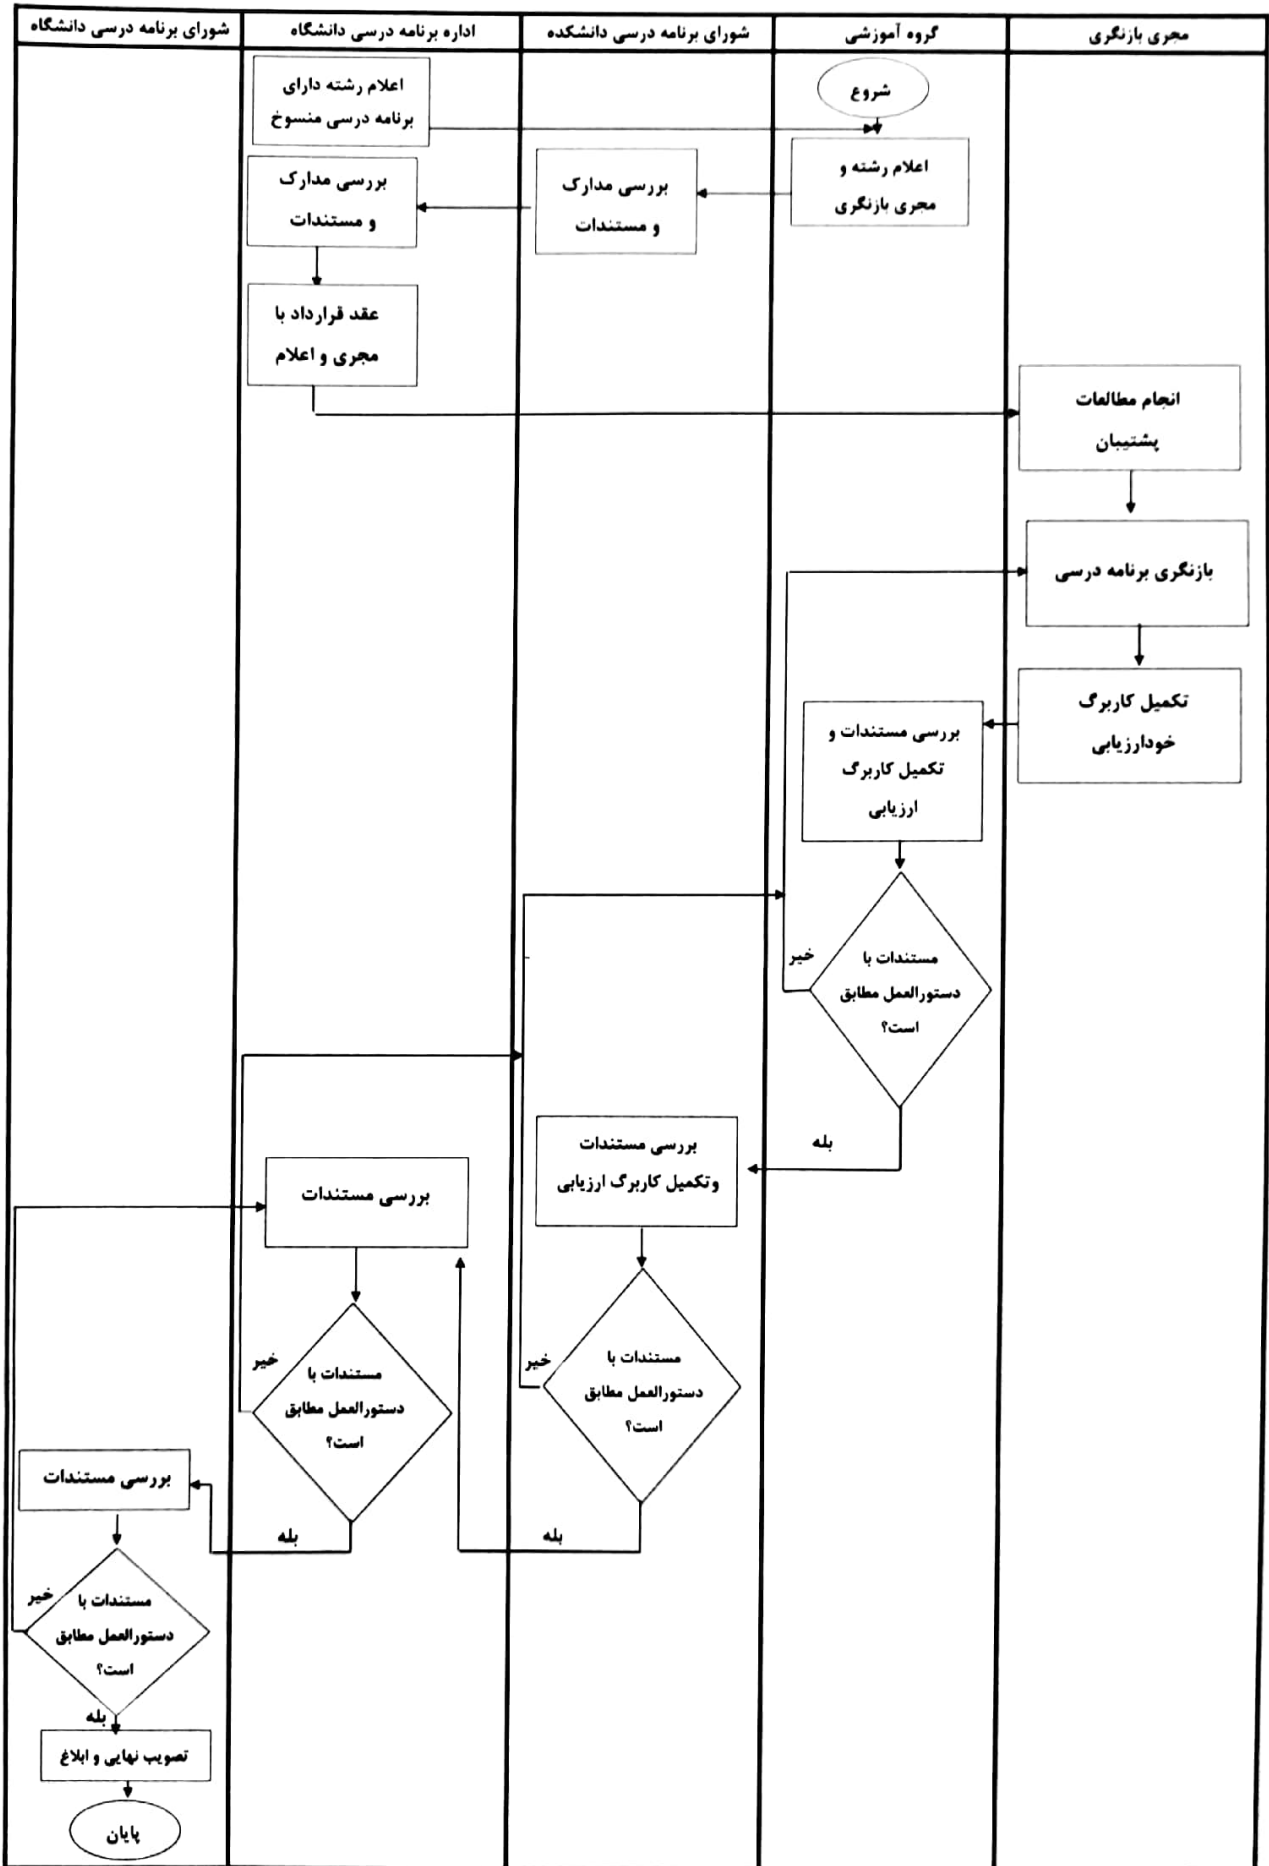 مجری بازنگری
گروه آموزشی
شورای برنامه درسی دانشکده
اداره برنامه درسی دانشگاه
شورای برنامه درسی دانشگاه
شروع
اعلام رشته دارای
برنامه درسی منسوخ
اعلام رشته و
مجری بازنگری
بررسی مدارک
و مستندات
بررسی مدارک
و مستندات
عقد قرارداد با
مجری و اعلام
انجام مطالعات
پشتیبان
بازنگری برنامه درسی
تکمیل کاربرگ
خودارزیابی
بررسی مستندات و
تکمیل کاربرگ
ارزیابی
مستندات با
دستورالعمل مطابق
است؟
خیر
بله
بررسی مستندات
وتکمیل کاربرگ ارزیابی
مستندات با
دستورالعمل مطابق
است؟
خیر
بله
بررسی مستندات
مستندات با
دستورالعمل مطابق
است؟
خیر
بله
بررسی مستندات
مستندات با
دستورالعمل مطابق
است؟
خیر
بله
تصویب نهایی و ابلاغ
پایان